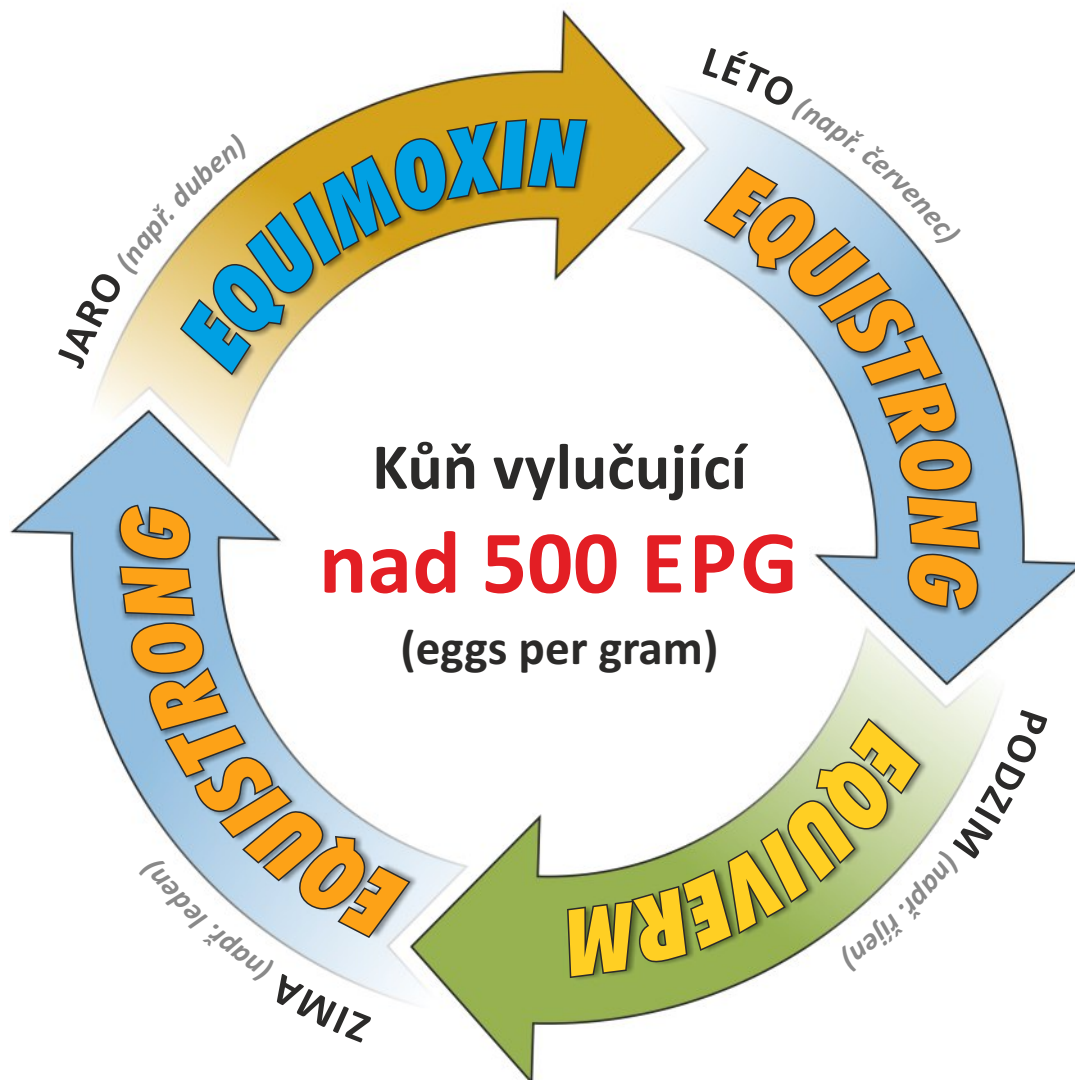 JARO (např. duben)
EQUIMOXIN
LÉTO (např. červenec)
EQUISTRONG
Kůň vylučující
nad 500 EPG
(eggs per gram)
PODZIM (např. říjen)
EQUIVERM
ZIMA (např. leden)
EQUISTRONG